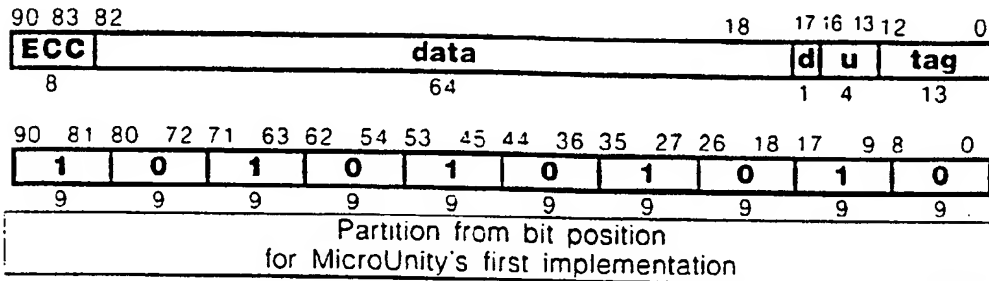 90 83 82 18 17 16 13 12 0
ECC data d u tag
8 64 1 4 13
90 81 80 72 71 63 62 54 53 45 44 36 35 27 26 18 17 9 8 0
1 0 1 0 1 0 1 0 1 0
9 9 9 9 9 9 9 9 9 9
Partition from bit position
for MicroUnity's first implementation